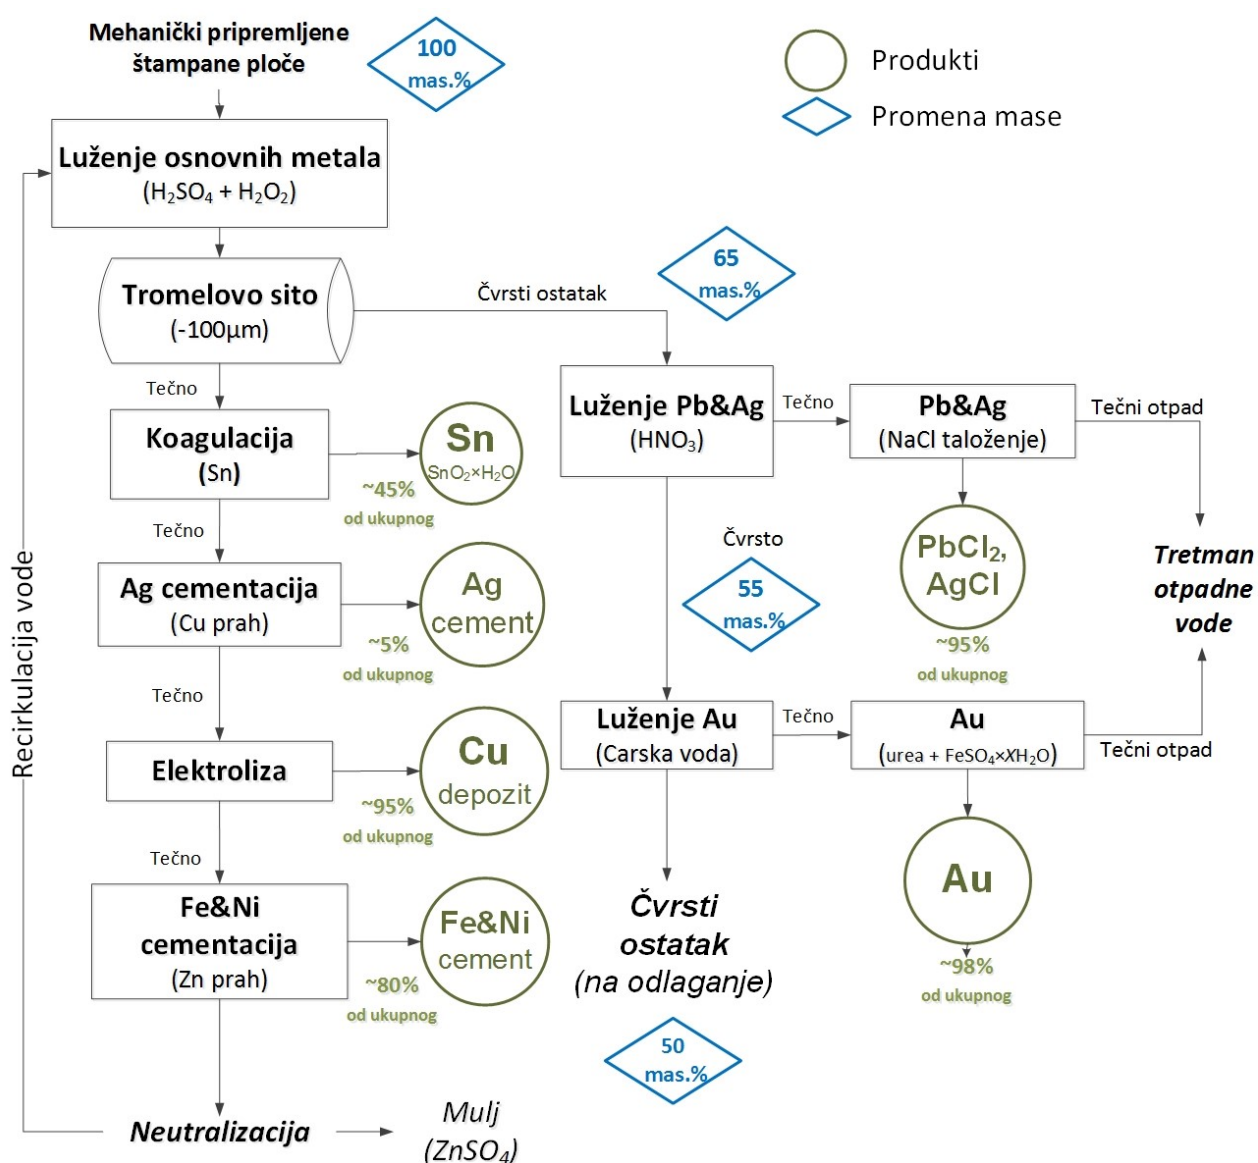 Mehanički pripremljene
štampane ploče
100
mas.%
Produkti
Promena mase
Luženje osnovnih metala
(H₂SO₄ + H₂O₂)
65
mas.%
Tromelovo sito
(-100µm)
Čvrsti ostatak
Tečno
Luženje Pb&Ag
(HNO₃)
Tečno
Pb&Ag
(NaCl taloženje)
Tečni otpad
Koagulacija
(Sn)
Sn
SnO₂×H₂O
~45%
od ukupnog
Tečno
PbCl₂,
AgCl
~95%
od ukupnog
Čvrsto
55
mas.%
Tretman
otpadne
vode
Ag cementacija
(Cu prah)
Ag
cement
~5%
od ukupnog
Recirkulacija vode
Tečno
Luženje Au
(Carska voda)
Tečno
Au
(urea + FeSO₄×XH₂O)
Tečni otpad
Elektroliza
Cu
depozit
~95%
od ukupnog
Tečno
Au
~98%
od ukupnog
Fe&Ni
cementacija
(Zn prah)
Fe&Ni
cement
~80%
od ukupnog
Čvrsti
ostatak
(na odlaganje)
50
mas.%
Neutralizacija
Mulj
(ZnSO₄)